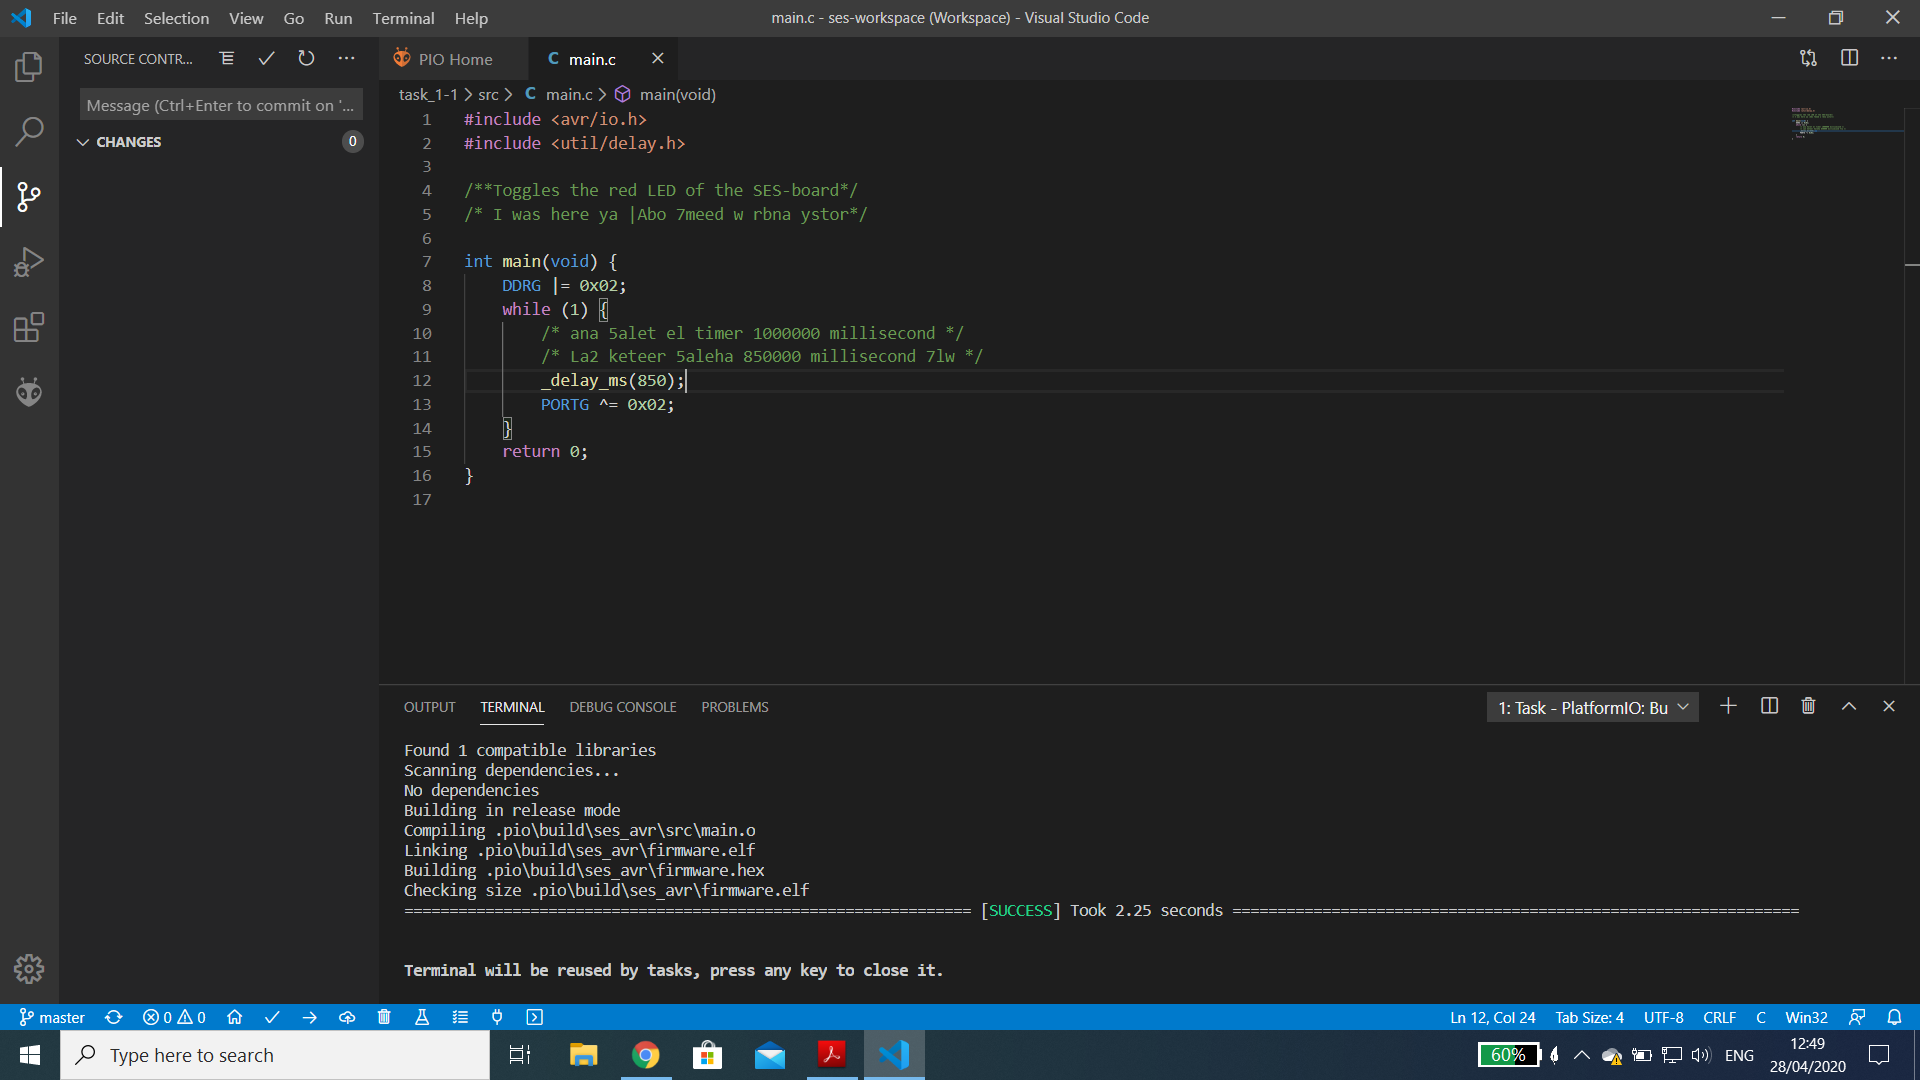 File Edit Selection View Go Run Terminal Help
main.c - ses-workspace (Workspace) - Visual Studio Code
SOURCE CONTR...
PIO Home
C main.c
Message (Ctrl+Enter to commit on '...
CHANGES 0
task_1-1 > src > C main.c > main(void)
1 #include <avr/io.h>
2 #include <util/delay.h>
3
4 /**Toggles the red LED of the SES-board*/
5 /* I was here ya |Abo 7meed w rbna ystor*/
6
7 int main(void) {
8 DDRG |= 0x02;
9 while (1) {
10 /* ana 5alet el timer 1000000 millisecond */
11 /* La2 keteer 5aleha 850000 millisecond 7lw */
12 _delay_ms(850);
13 PORTG ^= 0x02;
14 }
15 return 0;
16 }
17
OUTPUT TERMINAL DEBUG CONSOLE PROBLEMS
1: Task - PlatformIO: Bu
Found 1 compatible libraries
Scanning dependencies...
No dependencies
Building in release mode
Compiling .pio\build\ses_avr\src\main.o
Linking .pio\build\ses_avr\firmware.elf
Building .pio\build\ses_avr\firmware.hex
Checking size .pio\build\ses_avr\firmware.elf
=============================================================== [SUCCESS] Took 2.25 seconds ===============================================================
Terminal will be reused by tasks, press any key to close it.
master 0 0
Ln 12, Col 24 Tab Size: 4 UTF-8 CRLF C Win32
Type here to search
60%
ENG
12:49
28/04/2020